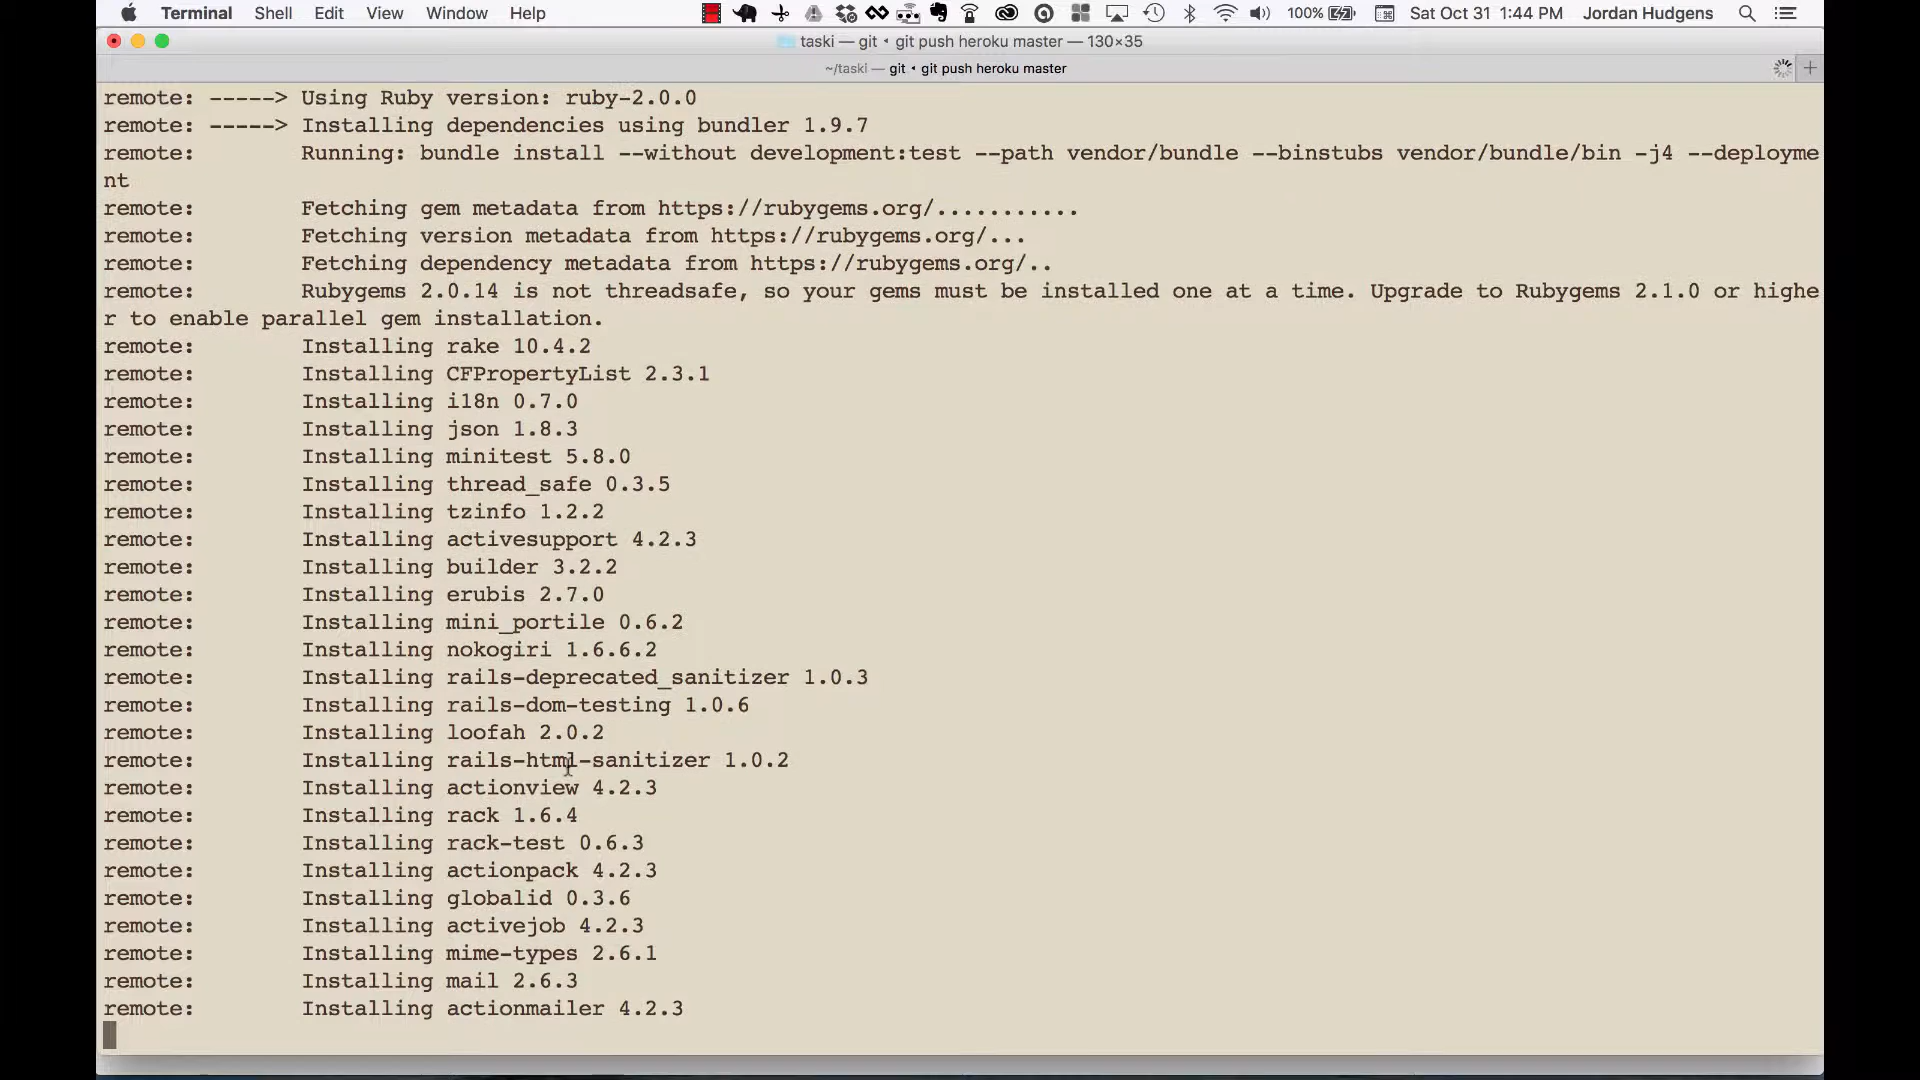 Terminal Shell Edit View Window Help 100% Sat Oct 31 1:44 PM Jordan Hudgens
taski — git • git push heroku master — 130×35
~/taski — git • git push heroku master
remote: -----> Using Ruby version: ruby-2.0.0
remote: -----> Installing dependencies using bundler 1.9.7
remote:        Running: bundle install --without development:test --path vendor/bundle --binstubs vendor/bundle/bin -j4 --deployme
nt
remote:        Fetching gem metadata from https://rubygems.org/...........
remote:        Fetching version metadata from https://rubygems.org/...
remote:        Fetching dependency metadata from https://rubygems.org/..
remote:        Rubygems 2.0.14 is not threadsafe, so your gems must be installed one at a time. Upgrade to Rubygems 2.1.0 or highe
r to enable parallel gem installation.
remote:        Installing rake 10.4.2
remote:        Installing CFPropertyList 2.3.1
remote:        Installing i18n 0.7.0
remote:        Installing json 1.8.3
remote:        Installing minitest 5.8.0
remote:        Installing thread_safe 0.3.5
remote:        Installing tzinfo 1.2.2
remote:        Installing activesupport 4.2.3
remote:        Installing builder 3.2.2
remote:        Installing erubis 2.7.0
remote:        Installing mini_portile 0.6.2
remote:        Installing nokogiri 1.6.6.2
remote:        Installing rails-deprecated_sanitizer 1.0.3
remote:        Installing rails-dom-testing 1.0.6
remote:        Installing loofah 2.0.2
remote:        Installing rails-html-sanitizer 1.0.2
remote:        Installing actionview 4.2.3
remote:        Installing rack 1.6.4
remote:        Installing rack-test 0.6.3
remote:        Installing actionpack 4.2.3
remote:        Installing globalid 0.3.6
remote:        Installing activejob 4.2.3
remote:        Installing mime-types 2.6.1
remote:        Installing mail 2.6.3
remote:        Installing actionmailer 4.2.3